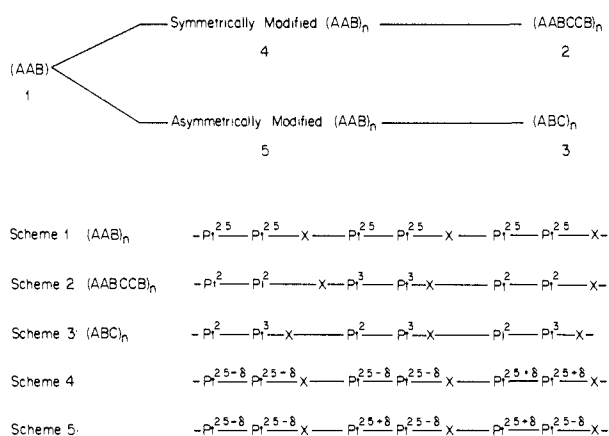 Symmetrically Modified (AAB)n (AABCCB)n
4 2
(AAB)
1
Asymmetrically Modified (AAB)n (ABC)n
5 3
Scheme 1 (AAB)n -Pt2.5 Pt2.5 X Pt2.5 Pt2.5 X Pt2.5 Pt2.5 X-
Scheme 2 (AABCCB)n -Pt2 Pt2 X Pt3 Pt3 X Pt2 Pt2 X-
Scheme 3 (ABC)n -Pt2 Pt3 X Pt2 Pt3 X Pt2 Pt3 X-
Scheme 4 -Pt2.5+δ Pt2.5+δ X Pt2.5-δ Pt2.5-δ X Pt2.5+δ Pt2.5+δ X-
Scheme 5 -Pt2.5+δ Pt2.5-δ X Pt2.5+δ Pt2.5-δ X Pt2.5+δ Pt2.5-δ X-